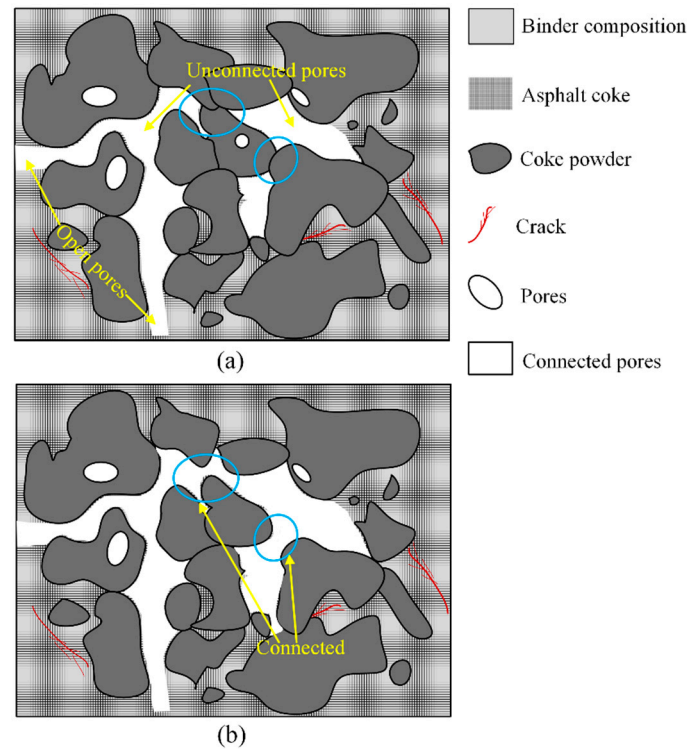 Unconnected pores
Open pores
(a)
Connected
(b)
Binder composition
Asphalt coke
Coke powder
Crack
Pores
Connected pores